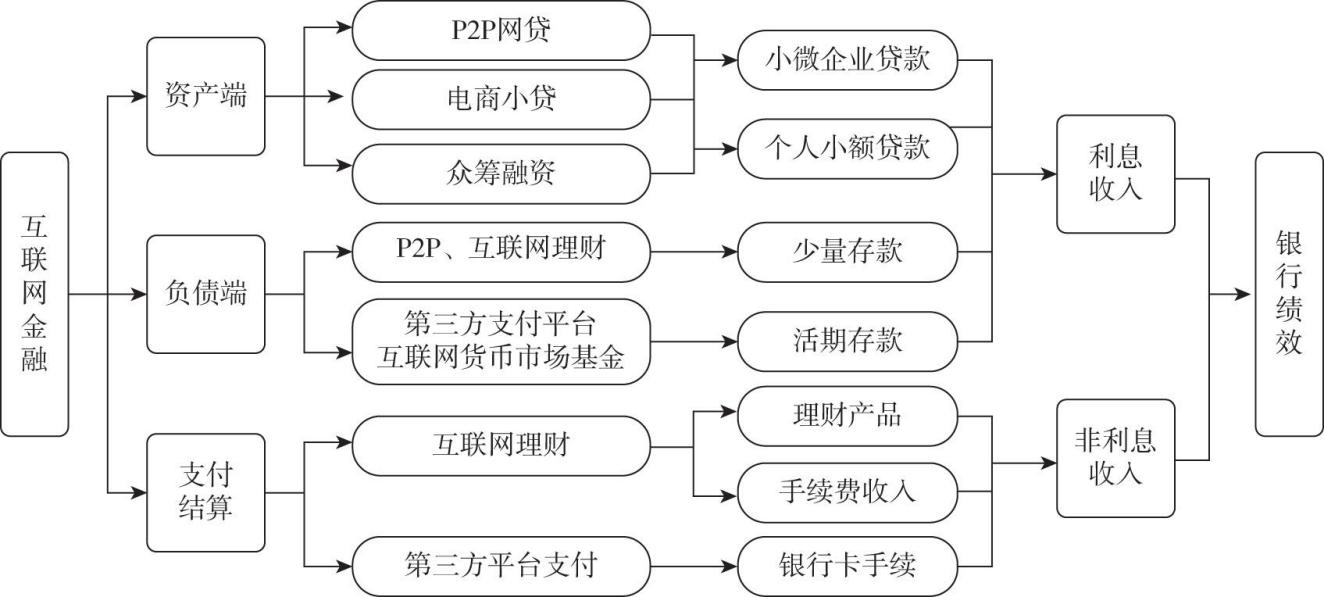 互联网金融
资产端
负债端
支付
结算
P2P网贷
电商小贷
众筹融资
P2P、互联网理财
第三方支付平台
互联网货币市场基金
互联网理财
第三方平台支付
小微企业贷款
个人小额贷款
少量存款
活期存款
理财产品
手续费收入
银行卡手续
利息
收入
非利息
收入
银行绩效